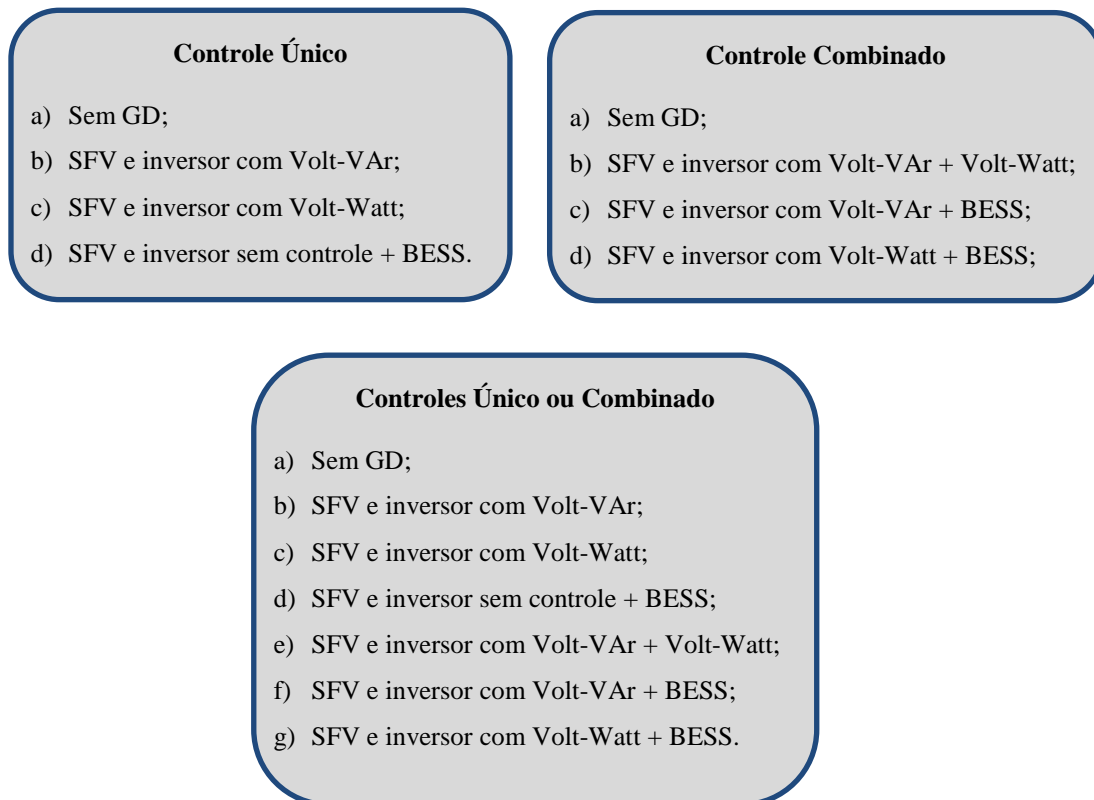 Controle Único
a) Sem GD;
b) SFV e inversor com Volt-VAr;
c) SFV e inversor com Volt-Watt;
d) SFV e inversor sem controle + BESS.
Controle Combinado
a) Sem GD;
b) SFV e inversor com Volt-VAr + Volt-Watt;
c) SFV e inversor com Volt-VAr + BESS;
d) SFV e inversor com Volt-Watt + BESS;
Controles Único ou Combinado
a) Sem GD;
b) SFV e inversor com Volt-VAr;
c) SFV e inversor com Volt-Watt;
d) SFV e inversor sem controle + BESS;
e) SFV e inversor com Volt-VAr + Volt-Watt;
f) SFV e inversor com Volt-VAr + BESS;
g) SFV e inversor com Volt-Watt + BESS.